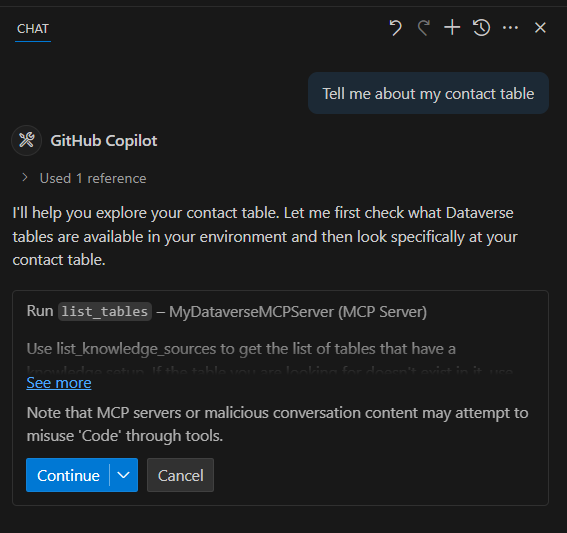 CHAT
Tell me about my contact table
GitHub Copilot
Used 1 reference
I'll help you explore your contact table. Let me first check what Dataverse
tables are available in your environment and then look specifically at your
contact table.
Run list_tables – MyDataverseMCPServer (MCP Server)
Use list_knowledge_sources to get the list of tables that have a
knowledge setup. If the table you are looking for doesn't exist in it, use
See more
Note that MCP servers or malicious conversation content may attempt to
misuse 'Code' through tools.
Continue
Cancel